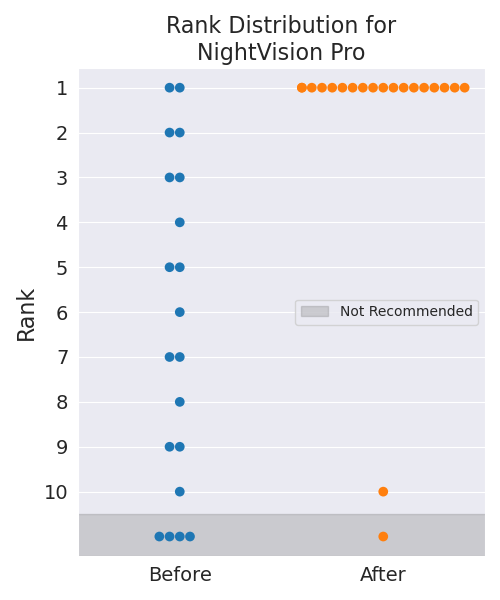 Rank Distribution for
NightVision Pro
Rank
1
2
3
4
5
6
7
8
9
10
Not Recommended
Before
After